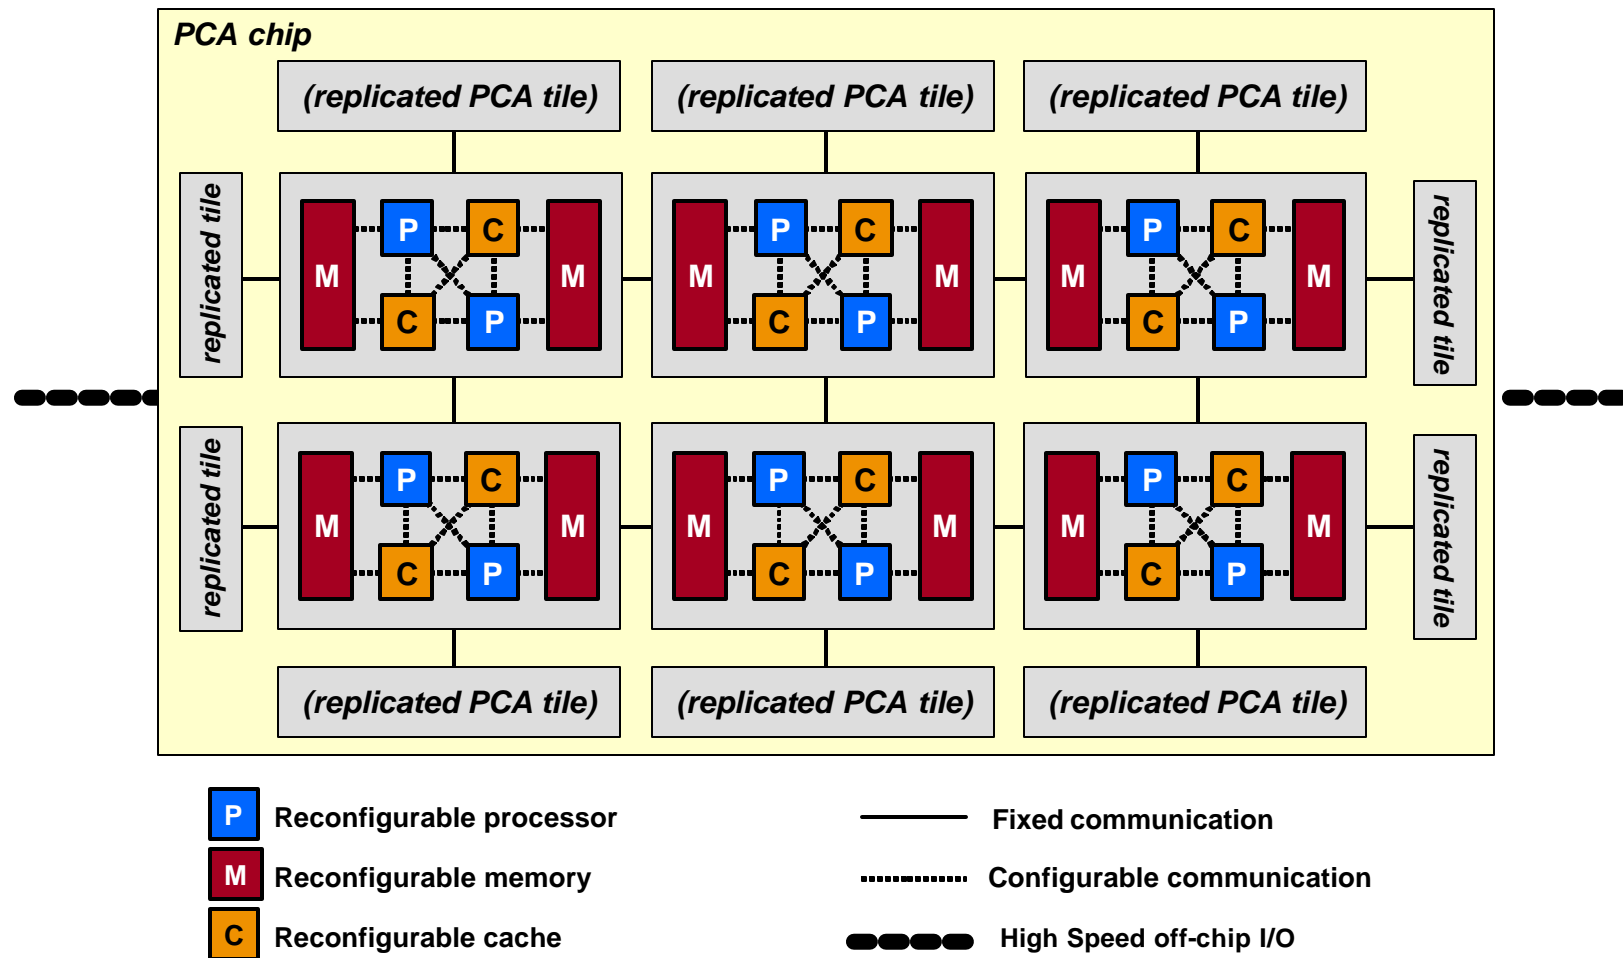 PCA chip
(replicated PCA tile) (replicated PCA tile) (replicated PCA tile)
replicated tile
M P C M M P C M M P C M
C P C P C P
replicated tile
replicated tile
M P C M M P C M M P C M
C P C P C P
replicated tile
(replicated PCA tile) (replicated PCA tile) (replicated PCA tile)
P Reconfigurable processor
Fixed communication
M Reconfigurable memory
Configurable communication
C Reconfigurable cache
High Speed off-chip I/O